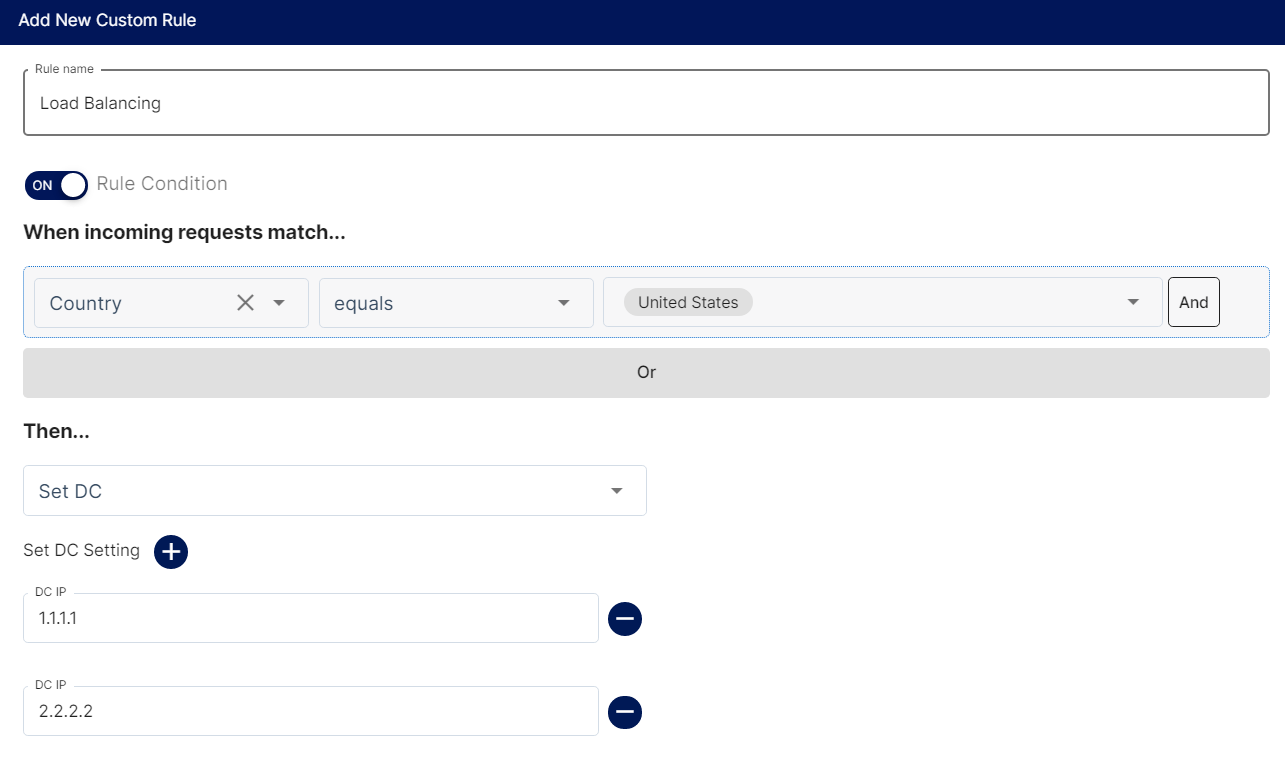 Add New Custom Rule
Rule name
Load Balancing
ON Rule Condition
When incoming requests match...
Country equals United States And
Or
Then...
Set DC
Set DC Setting
DC IP
1.1.1.1
DC IP
2.2.2.2